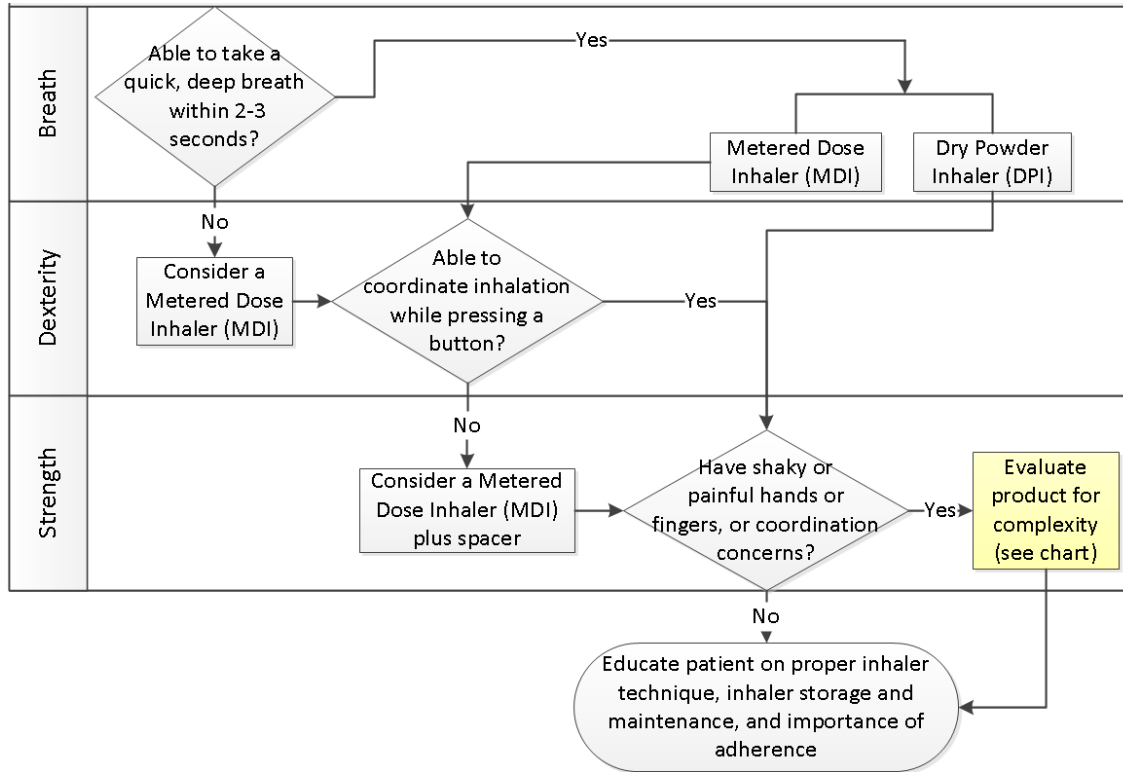 Breath
Able to take a
quick, deep breath
within 2-3
seconds?
Yes
Metered Dose
Inhaler (MDI)
Dry Powder
Inhaler (DPI)
No
Dexterity
Consider a
Metered Dose
Inhaler (MDI)
Able to
coordinate inhalation
while pressing a
button?
Yes
No
Strength
Consider a Metered
Dose Inhaler (MDI)
plus spacer
Have shaky or
painful hands or
fingers, or coordination
concerns?
Yes
Evaluate
product for
complexity
(see chart)
No
Educate patient on proper inhaler
technique, inhaler storage and
maintenance, and importance of
adherence